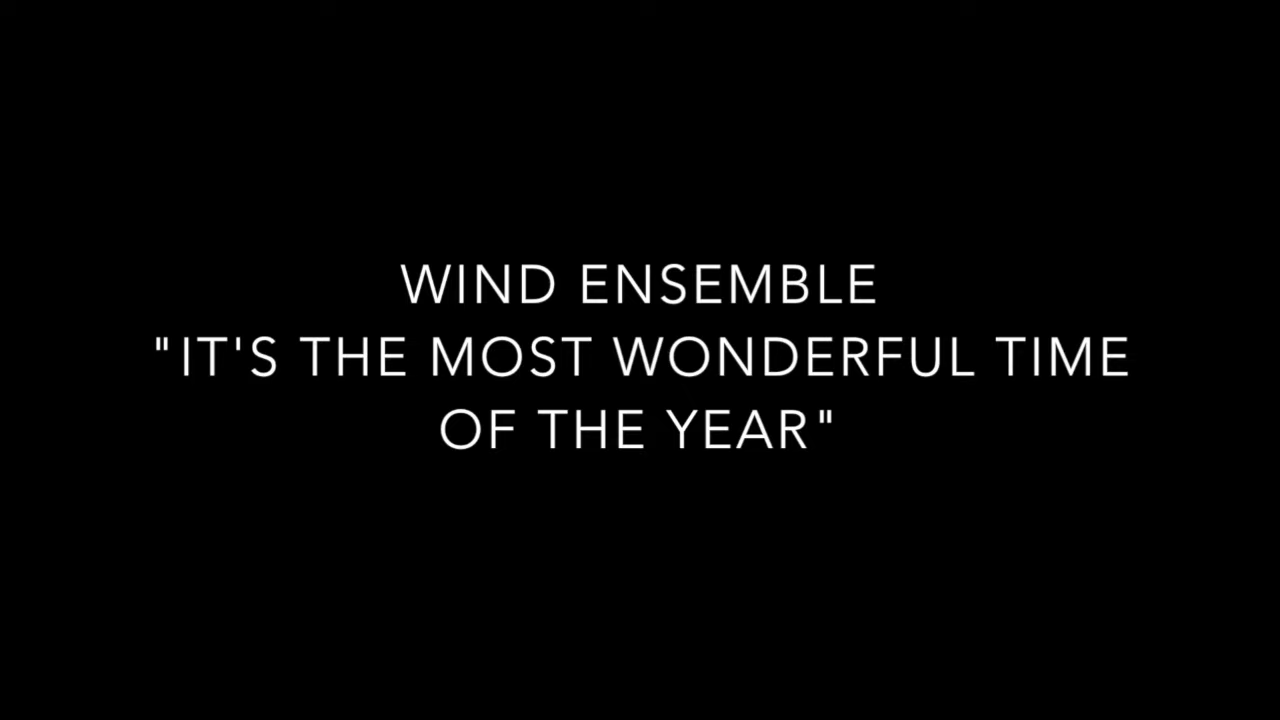 WIND ENSEMBLE
"IT'S THE MOST WONDERFUL TIME
OF THE YEAR"